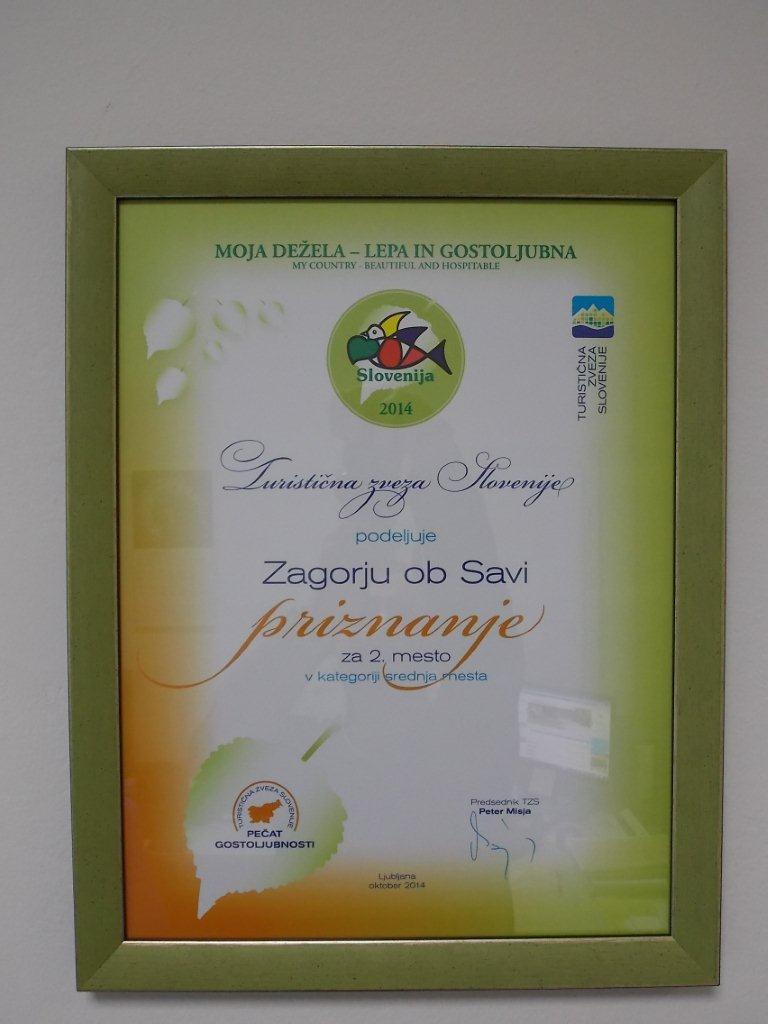 MOJA DEŽELA – LEPA IN GOSTOLJUBNA
MY COUNTRY - BEAUTIFUL AND HOSPITABLE
Slovenija
2014
TURISTIČNA
ZVEZA
SLOVENIJE
Turistična zveza Slovenije
podeljuje
Zagorju ob Savi
priznanje
za 2. mesto
v kategoriji srednja mesta
TURISTIČNA ZVEZA SLOVENIJE
PEČAT
GOSTOLJUBNOSTI
Predsednik TZS
Peter Misja
Ljubljana
oktober 2014